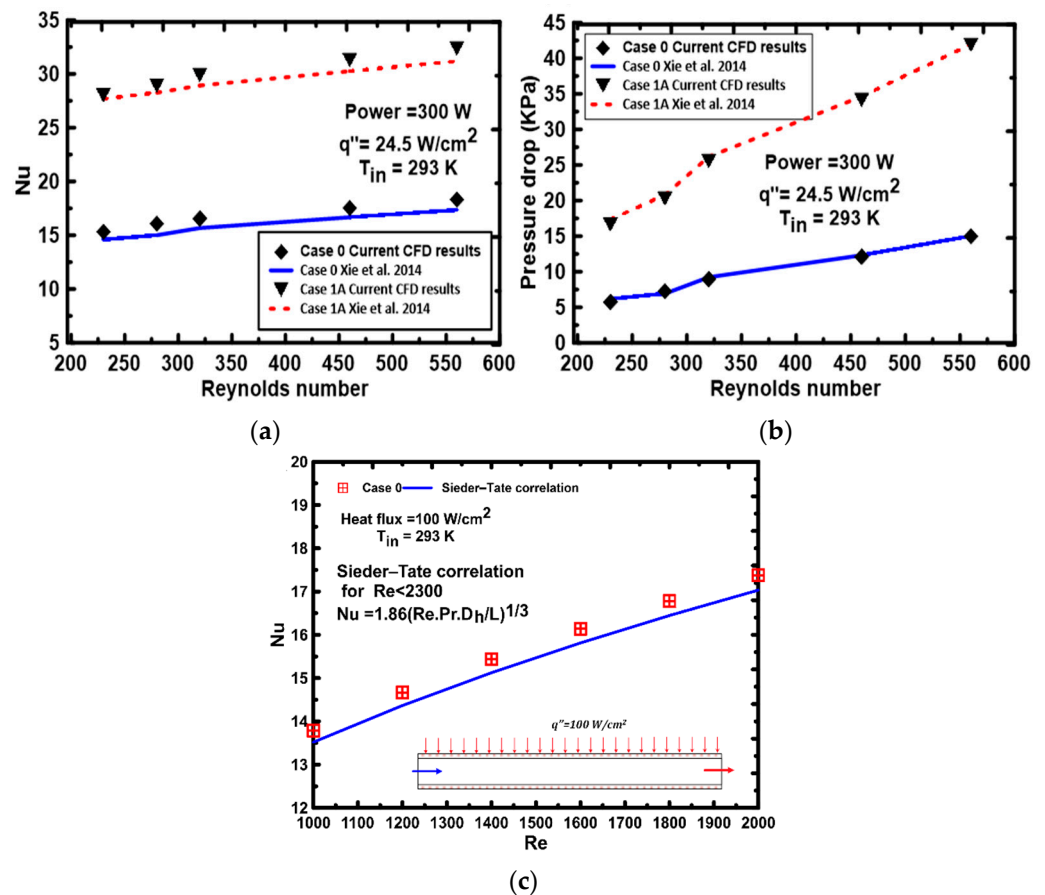 35
30
25
20
15
10
5
Nu
Power =300 W
q"= 24.5 W/cm2
Tin = 293 K
Case 0 Current CFD results
Case 0 Xie et al. 2014
Case 1A Current CFD results
Case 1A Xie et al. 2014
200 250 300 350 400 450 500 550 600
Reynolds number
(a)
45
40
35
30
25
20
15
10
5
0
Pressure drop (KPa)
Case 0 Current CFD results
Case 0 Xie et al. 2014
Case 1A Current CFD results
Case 1A Xie et al. 2014
Power =300 W
q"= 24.5 W/cm2
Tin = 293 K
200 250 300 350 400 450 500 550 600
Reynolds number
(b)
20
19
18
17
16
15
14
13
12
Nu
Case 0 Sieder–Tate correlation
Heat flux =100 W/cm2
Tin = 293 K
Sieder–Tate correlation
for Re<2300
Nu =1.86(Re.Pr.Dh/L)1/3
q"=100 W/cm2
1000 1200 1400 1600 1800 2000
Re
(c)